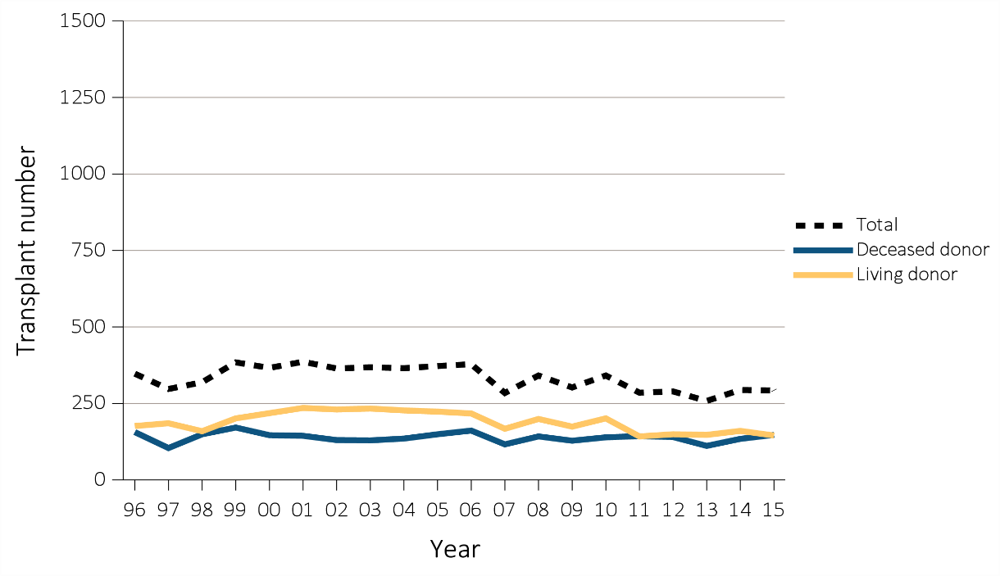 1500
1250
1000
750
500
250
0
Transplant number
96 97 98 99 00 01 02 03 04 05 06 07 08 09 10 11 12 13 14 15
Year
Total
Deceased donor
Living donor